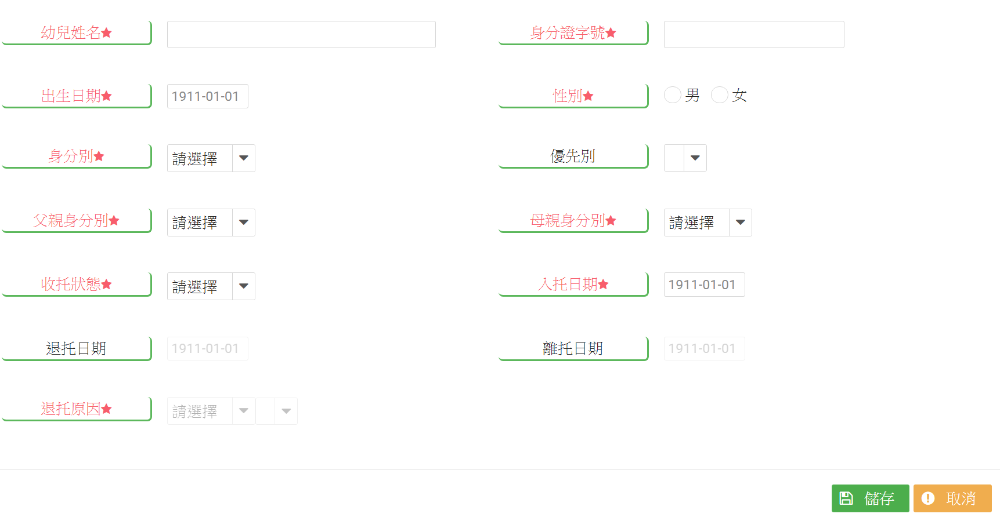 幼兒姓名★ 身分證字號★
出生日期★ 1911-01-01 性別★ 男 女
身分別★ 請選擇 優先別
父親身分別★ 請選擇 母親身分別★ 請選擇
收托狀態★ 請選擇 入托日期★ 1911-01-01
退托日期 1911-01-01 離托日期 1911-01-01
退托原因★ 請選擇
儲存 取消